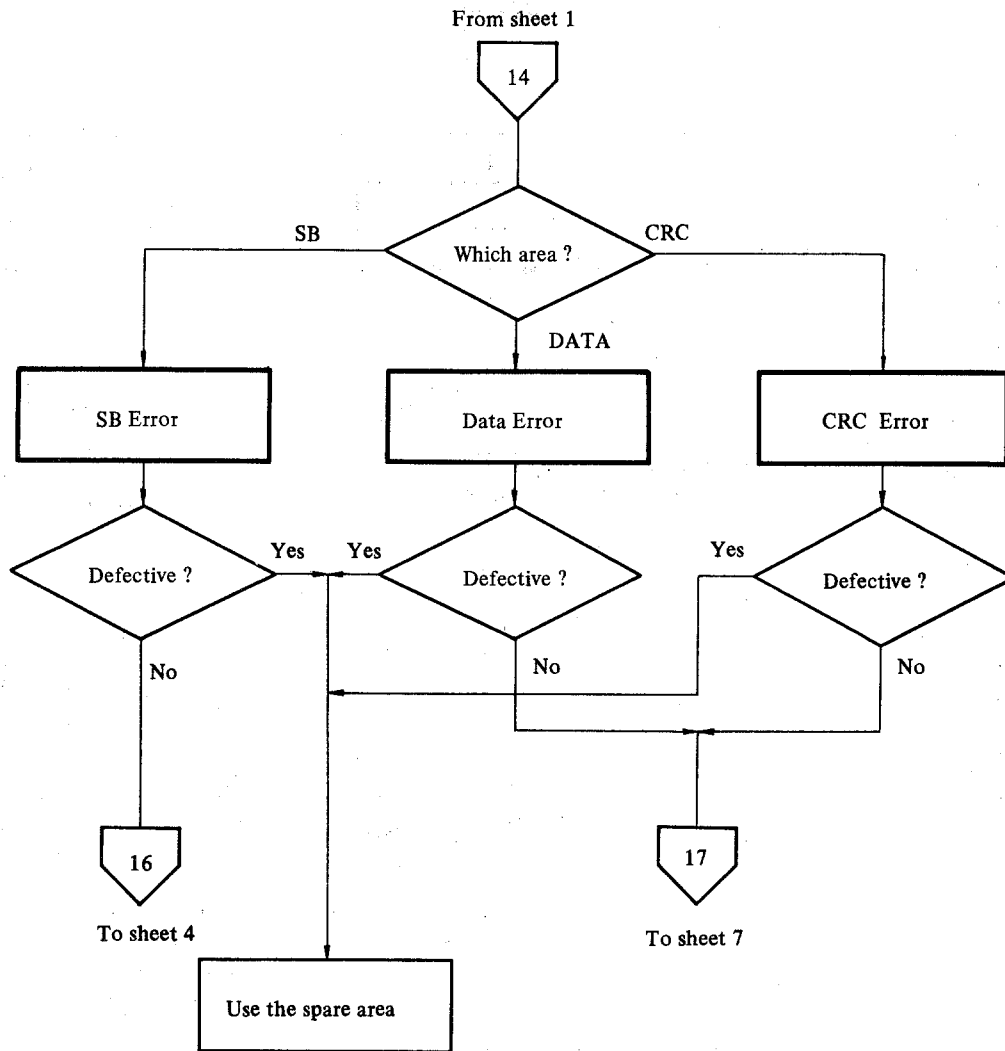 From sheet 1
14
SB
CRC
Which area ?
DATA
SB Error
Data Error
CRC Error
Yes
Yes
Yes
Defective ?
Defective ?
Defective ?
No
No
No
16
17
To sheet 4
To sheet 7
Use the spare area